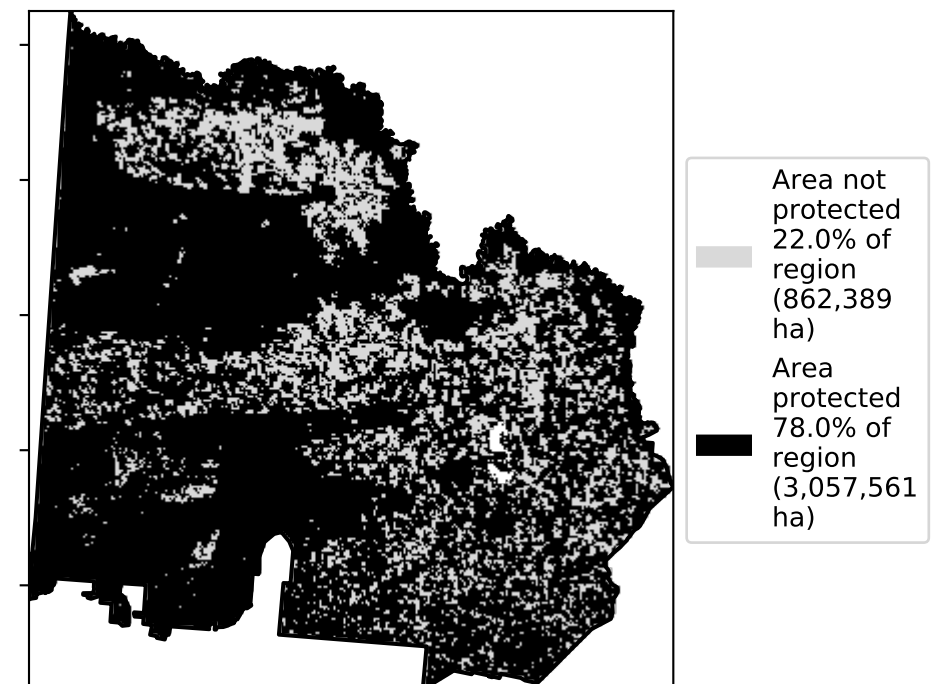 Area not
protected
22.0% of
region
(862,389
ha)
Area
protected
78.0% of
region
(3,057,561
ha)